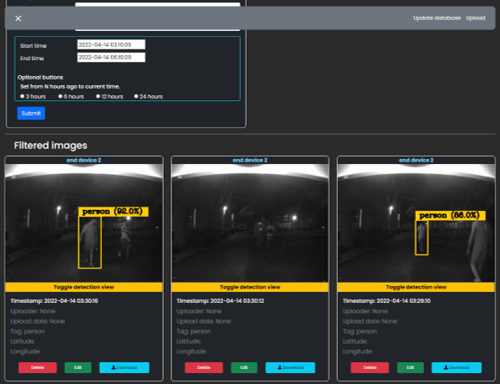 × Update database Upload
Start time 2022-04-14 03:16:09
End time 2022-04-14 06:16:09
Optional buttons
Set from N hours ago to current time.
3 hours 6 hours 12 hours 24 hours
Submit
Filtered images
end device 2
person (92.0%)
Toggle detection view
Timestamp: 2022-04-14 03:30:16
Uploader: None
Upload date: None
Tag: person
Latitude:
Longitude:
Delete Edit Download
end device 2
Toggle detection view
Timestamp: 2022-04-14 03:30:12
Uploader: None
Upload date: None
Tag: person
Latitude:
Longitude:
Delete Edit Download
end device 2
person (86.0%)
Toggle detection view
Timestamp: 2022-04-14 03:29:10
Uploader: None
Upload date: None
Tag: person
Latitude:
Longitude:
Delete Edit Download